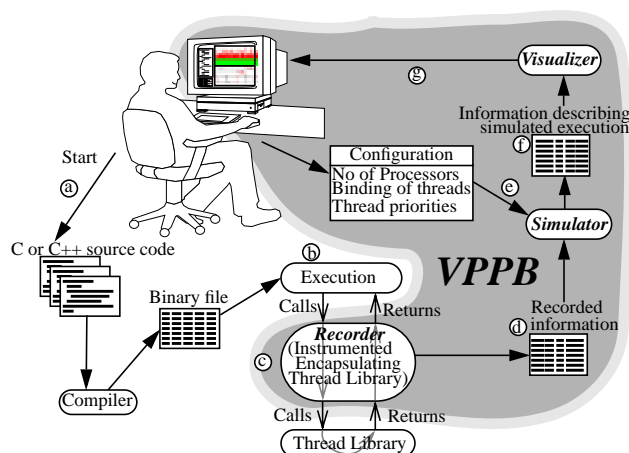 Visualizer
g
Information describing
simulated execution
f
Start
a
Configuration
No of Processors
Binding of threads
Thread priorities
e
Simulator
C or C++ source code
b
Execution
VPPB
Binary file
Calls
Returns
Recorded
information
d
Recorder
(Instrumented
Encapsulating
Thread Library)
c
Compiler
Calls
Returns
Thread Library